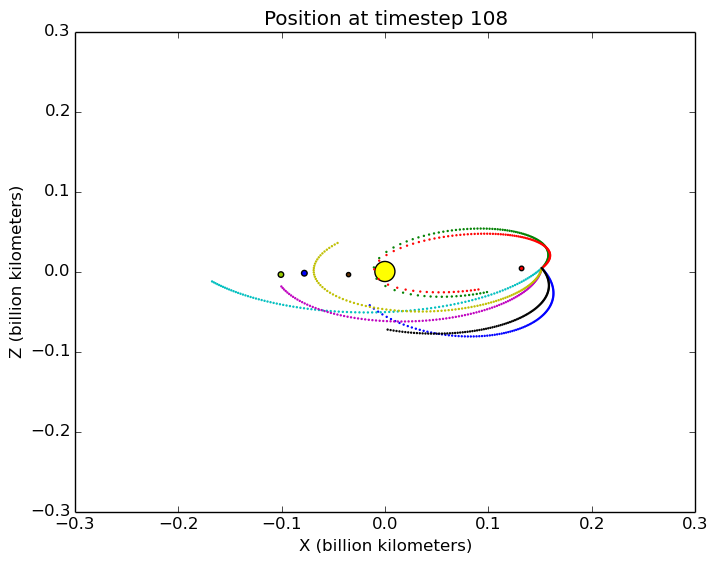 Position at timestep 108
0.3
0.2
0.1
0.0
−0.1
−0.2
−0.3
−0.3 −0.2 −0.1 0.0 0.1 0.2 0.3
X (billion kilometers)
Z (billion kilometers)